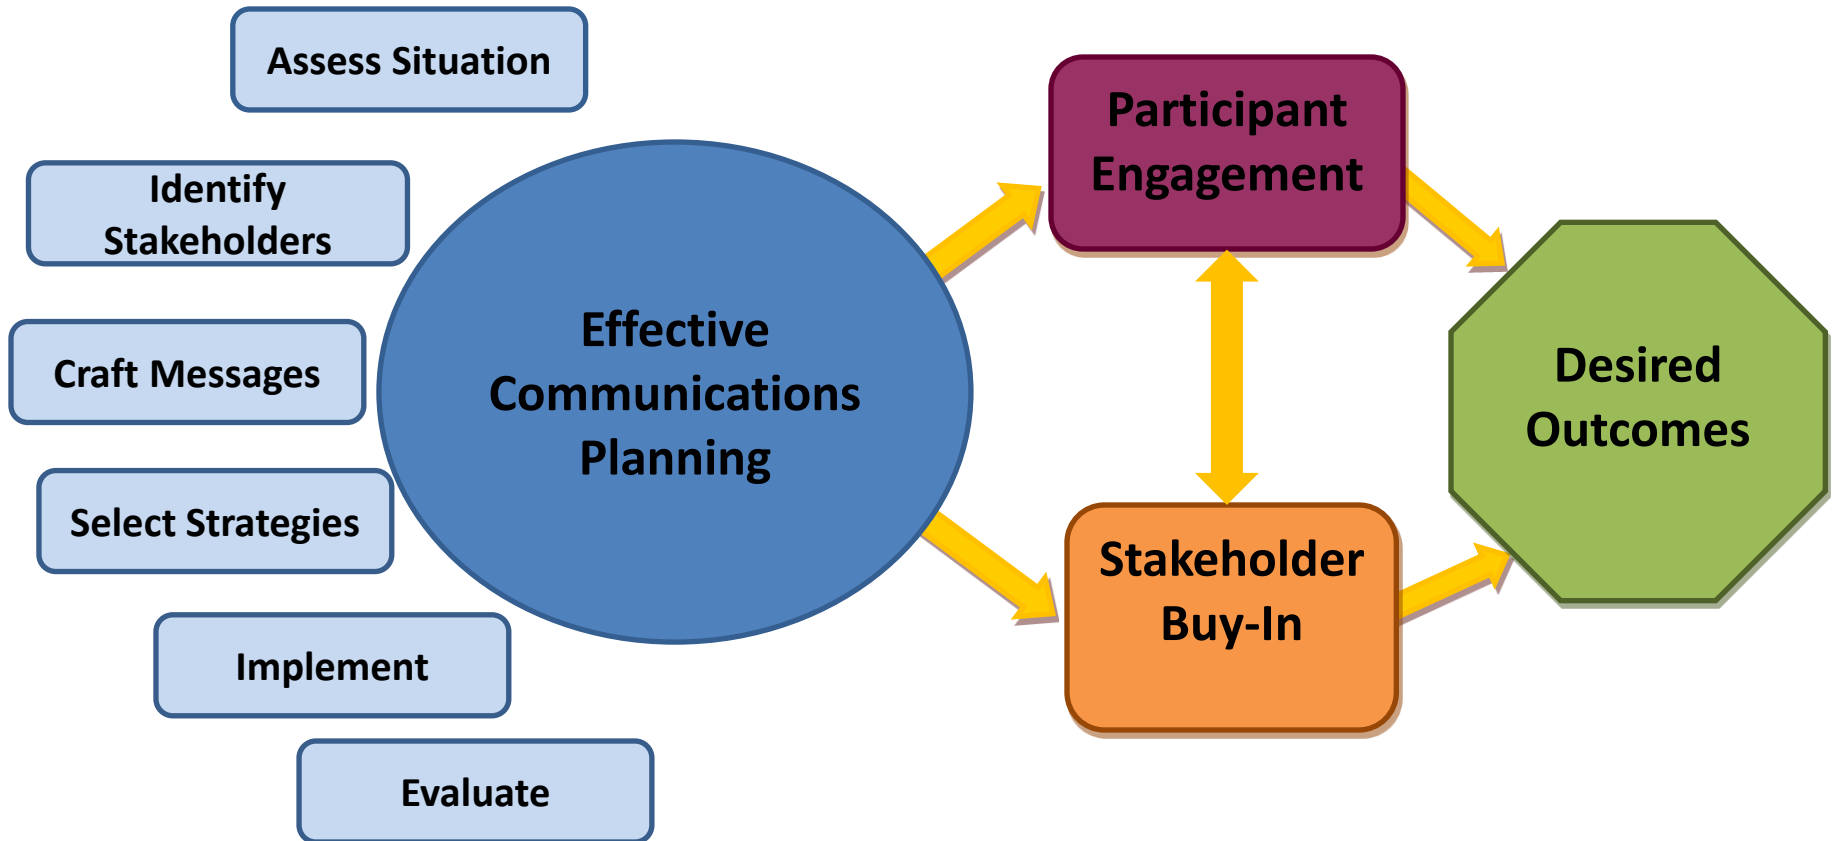 Assess Situation
Identify
Stakeholders
Craft Messages
Select Strategies
Implement
Evaluate
Effective
Communications
Planning
Participant
Engagement
Stakeholder
Buy-In
Desired
Outcomes